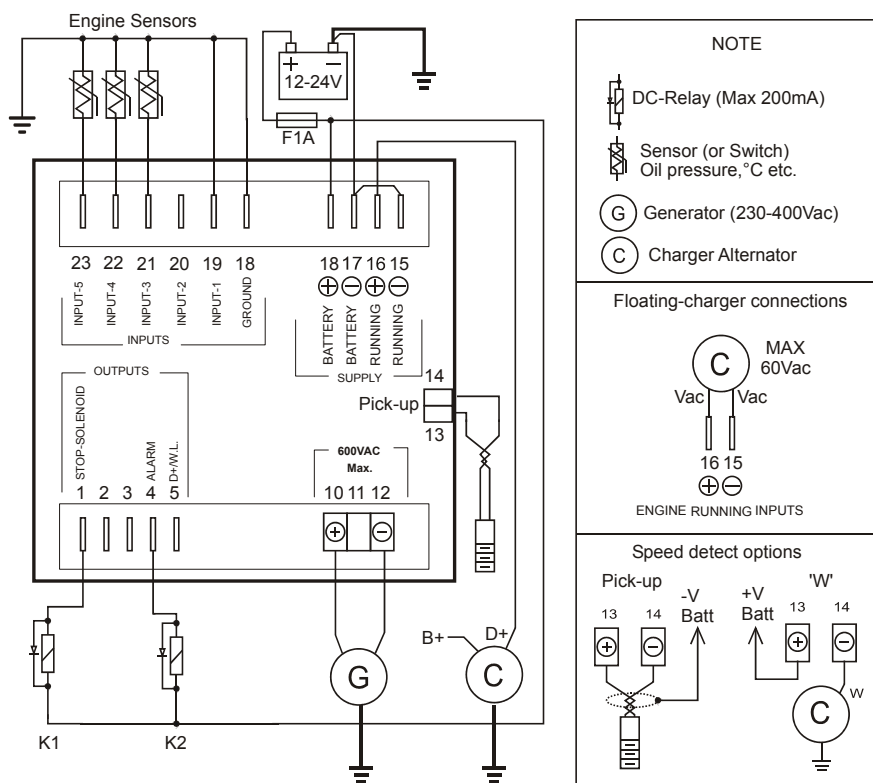 Engine Sensors
+ −
12-24V
F1A
23 22 21 20 19 18
INPUT-5
INPUT-4
INPUT-3
INPUT-2
INPUT-1
GROUND
INPUTS
18 17 16 15
+ − + −
BATTERY
BATTERY
RUNNING
RUNNING
SUPPLY
14
Pick-up
13
OUTPUTS
STOP-SOLENOID
ALARM
D+/W.L.
1 2 3 4 5
600VAC
Max.
10 11 12
+ −
B+
D+
G
C
K1
K2
NOTE
DC-Relay (Max 200mA)
Sensor (or Switch)
Oil pressure,°C etc.
G Generator (230-400Vac)
C Charger Alternator
Floating-charger connections
C
MAX
60Vac
Vac Vac
16 15
+ −
ENGINE RUNNING INPUTS
Speed detect options
Pick-up
13 14
+ −
-V
Batt
'W'
+V
Batt
13 14
+ −
W
C